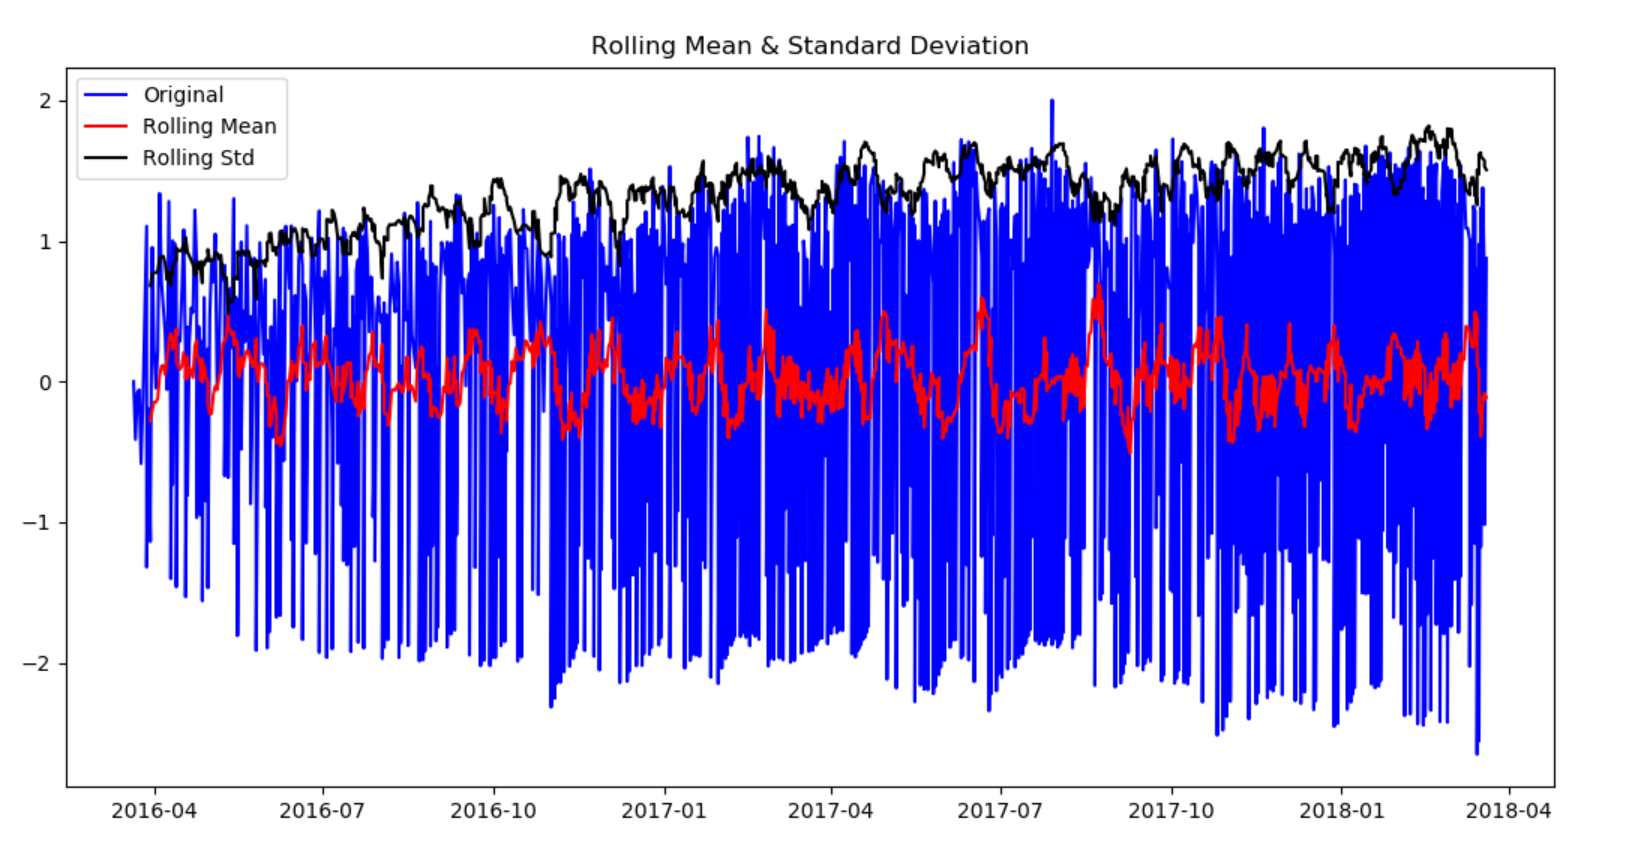 Rolling Mean & Standard Deviation
Original
Rolling Mean
Rolling Std
2
1
0
−1
−2
2016-04 2016-07 2016-10 2017-01 2017-04 2017-07 2017-10 2018-01 2018-04